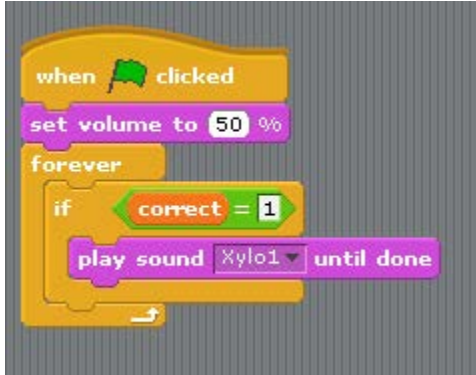 when clicked
set volume to 50 %
forever
if correct = 1
play sound Xylo1 until done